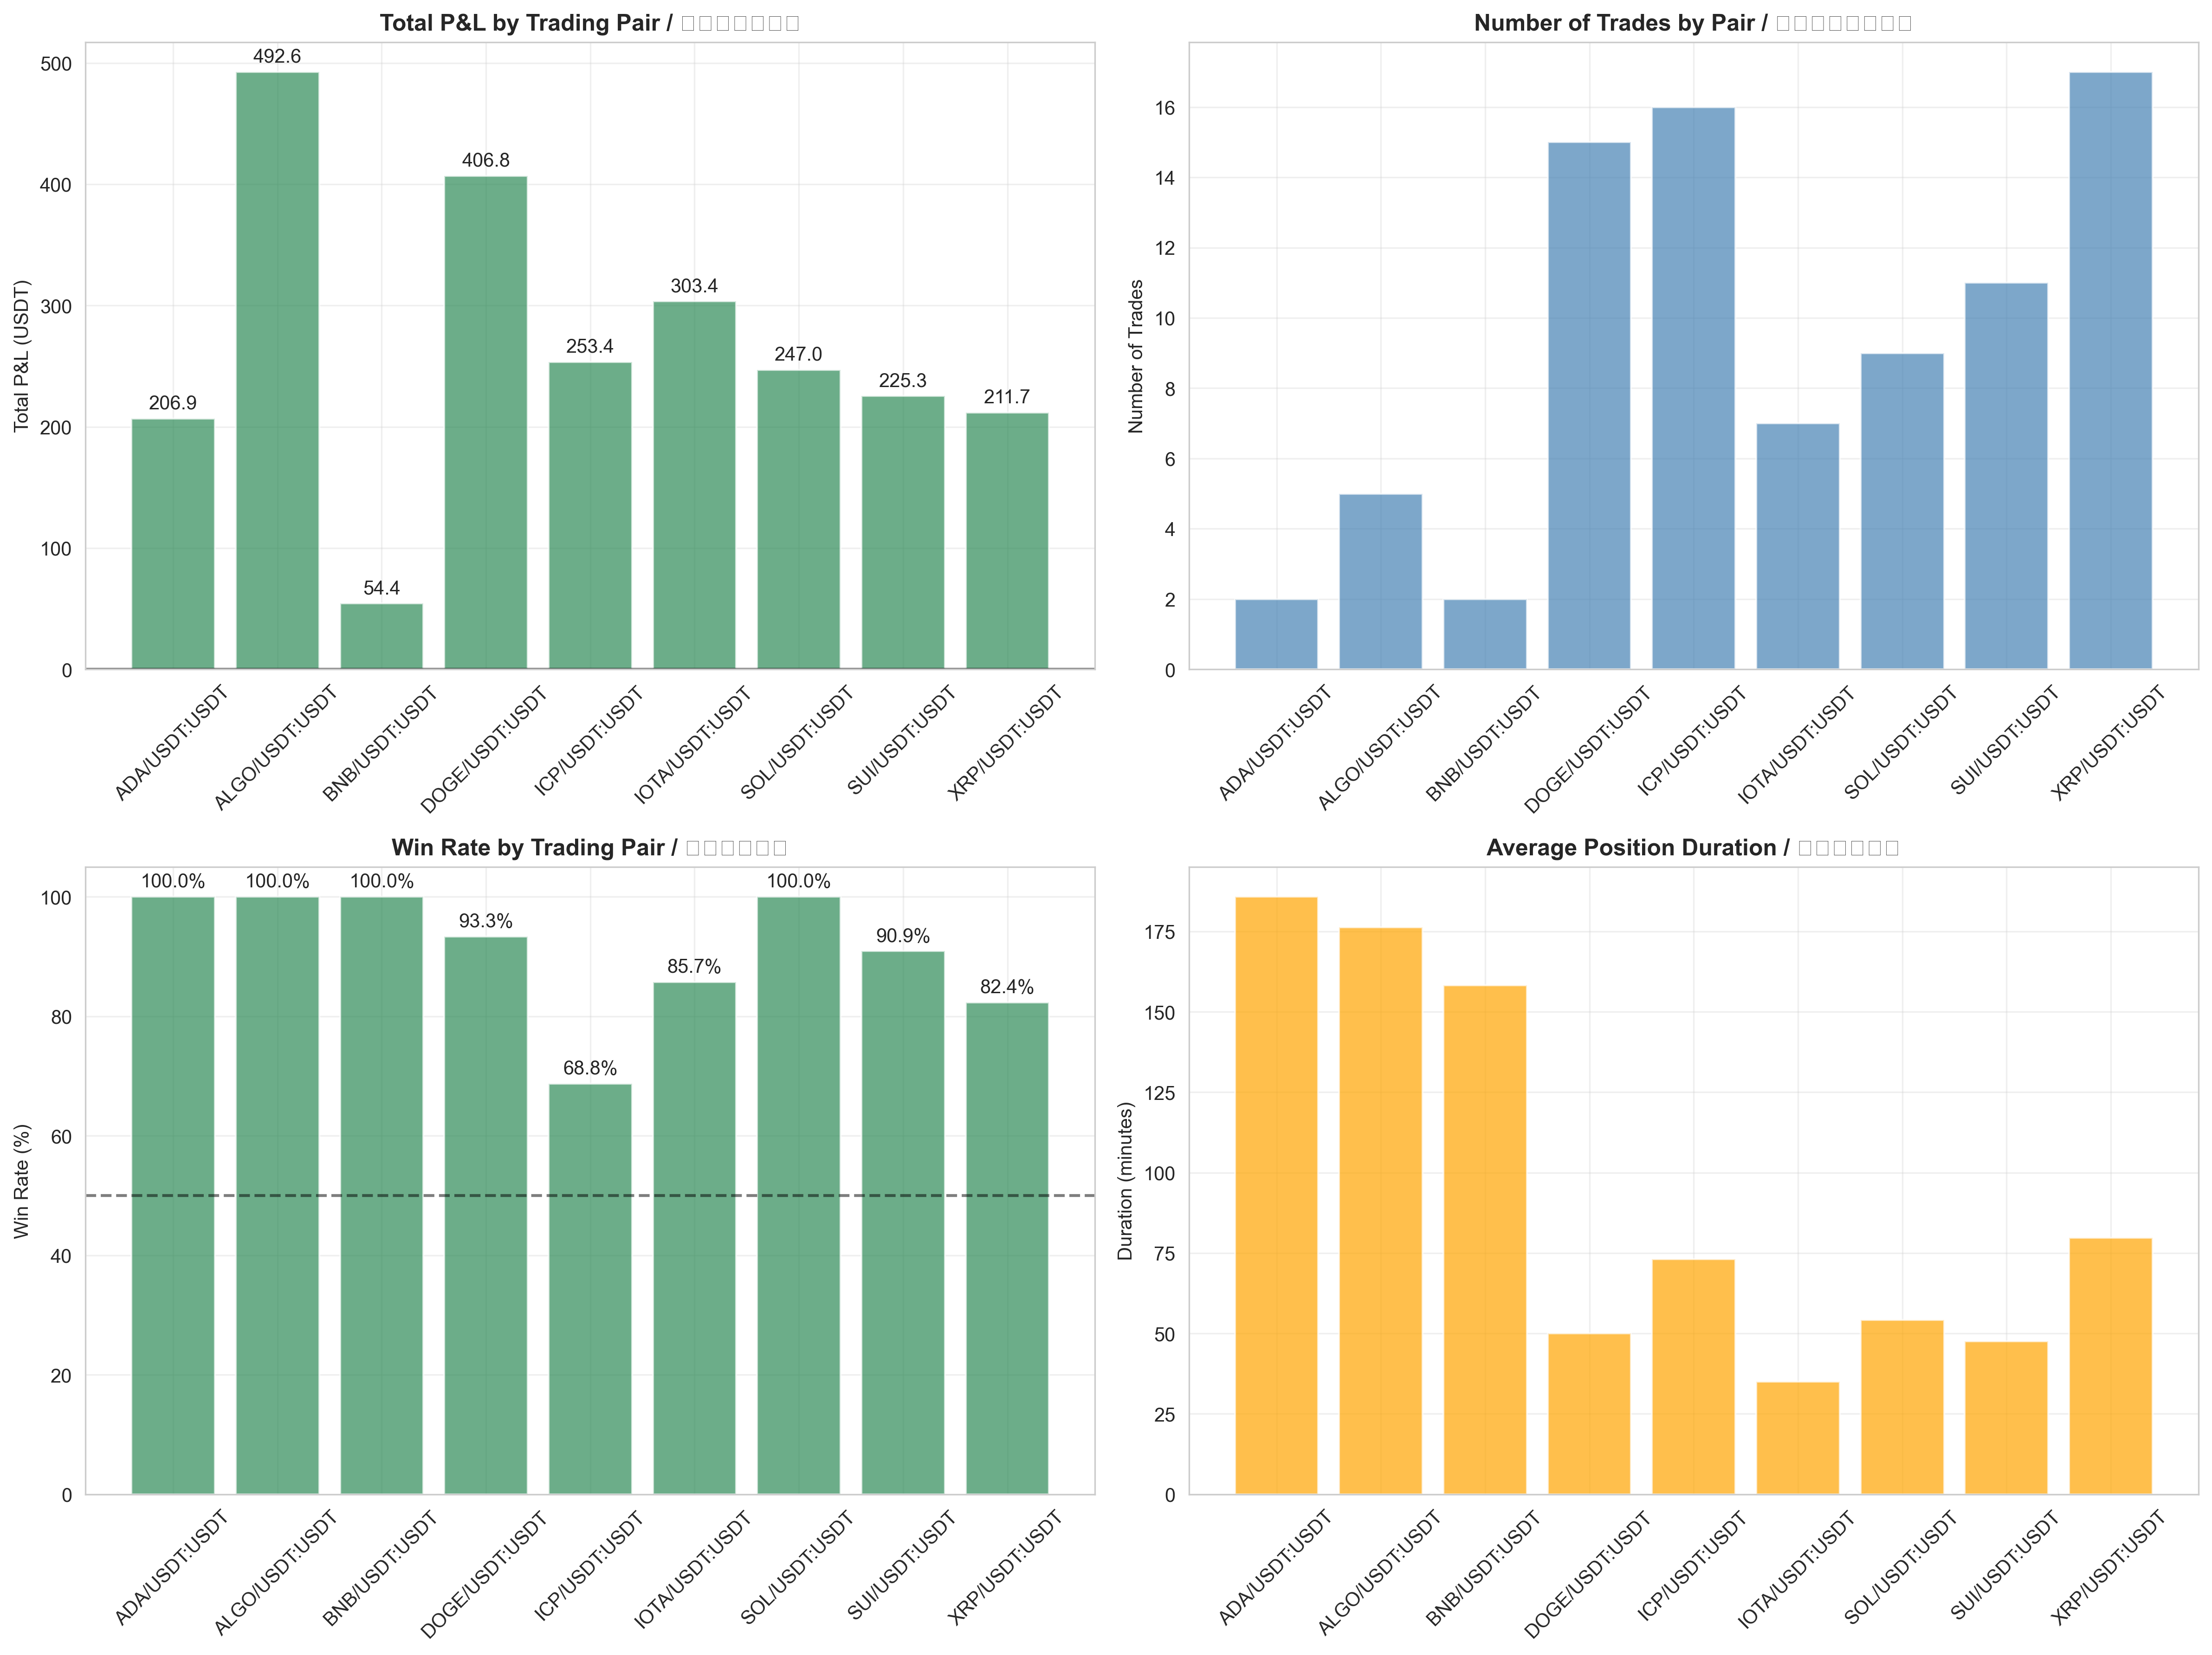 Total P&L by Trading Pair / □□□□□□□
Total P&L (USDT)
500
400
300
200
100
0
206.9
492.6
54.4
406.8
253.4
303.4
247.0
225.3
211.7
ADA/USDT:USDT
ALGO/USDT:USDT
BNB/USDT:USDT
DOGE/USDT:USDT
ICP/USDT:USDT
IOTA/USDT:USDT
SOL/USDT:USDT
SUI/USDT:USDT
XRP/USDT:USDT
Number of Trades by Pair / □□□□□□□□
Number of Trades
16
14
12
10
8
6
4
2
0
ADA/USDT:USDT
ALGO/USDT:USDT
BNB/USDT:USDT
DOGE/USDT:USDT
ICP/USDT:USDT
IOTA/USDT:USDT
SOL/USDT:USDT
SUI/USDT:USDT
XRP/USDT:USDT
Win Rate by Trading Pair / □□□□□□
Win Rate (%)
100
80
60
40
20
0
100.0%
100.0%
100.0%
93.3%
68.8%
85.7%
100.0%
90.9%
82.4%
ADA/USDT:USDT
ALGO/USDT:USDT
BNB/USDT:USDT
DOGE/USDT:USDT
ICP/USDT:USDT
IOTA/USDT:USDT
SOL/USDT:USDT
SUI/USDT:USDT
XRP/USDT:USDT
Average Position Duration / □□□□□□
Duration (minutes)
175
150
125
100
75
50
25
0
ADA/USDT:USDT
ALGO/USDT:USDT
BNB/USDT:USDT
DOGE/USDT:USDT
ICP/USDT:USDT
IOTA/USDT:USDT
SOL/USDT:USDT
SUI/USDT:USDT
XRP/USDT:USDT